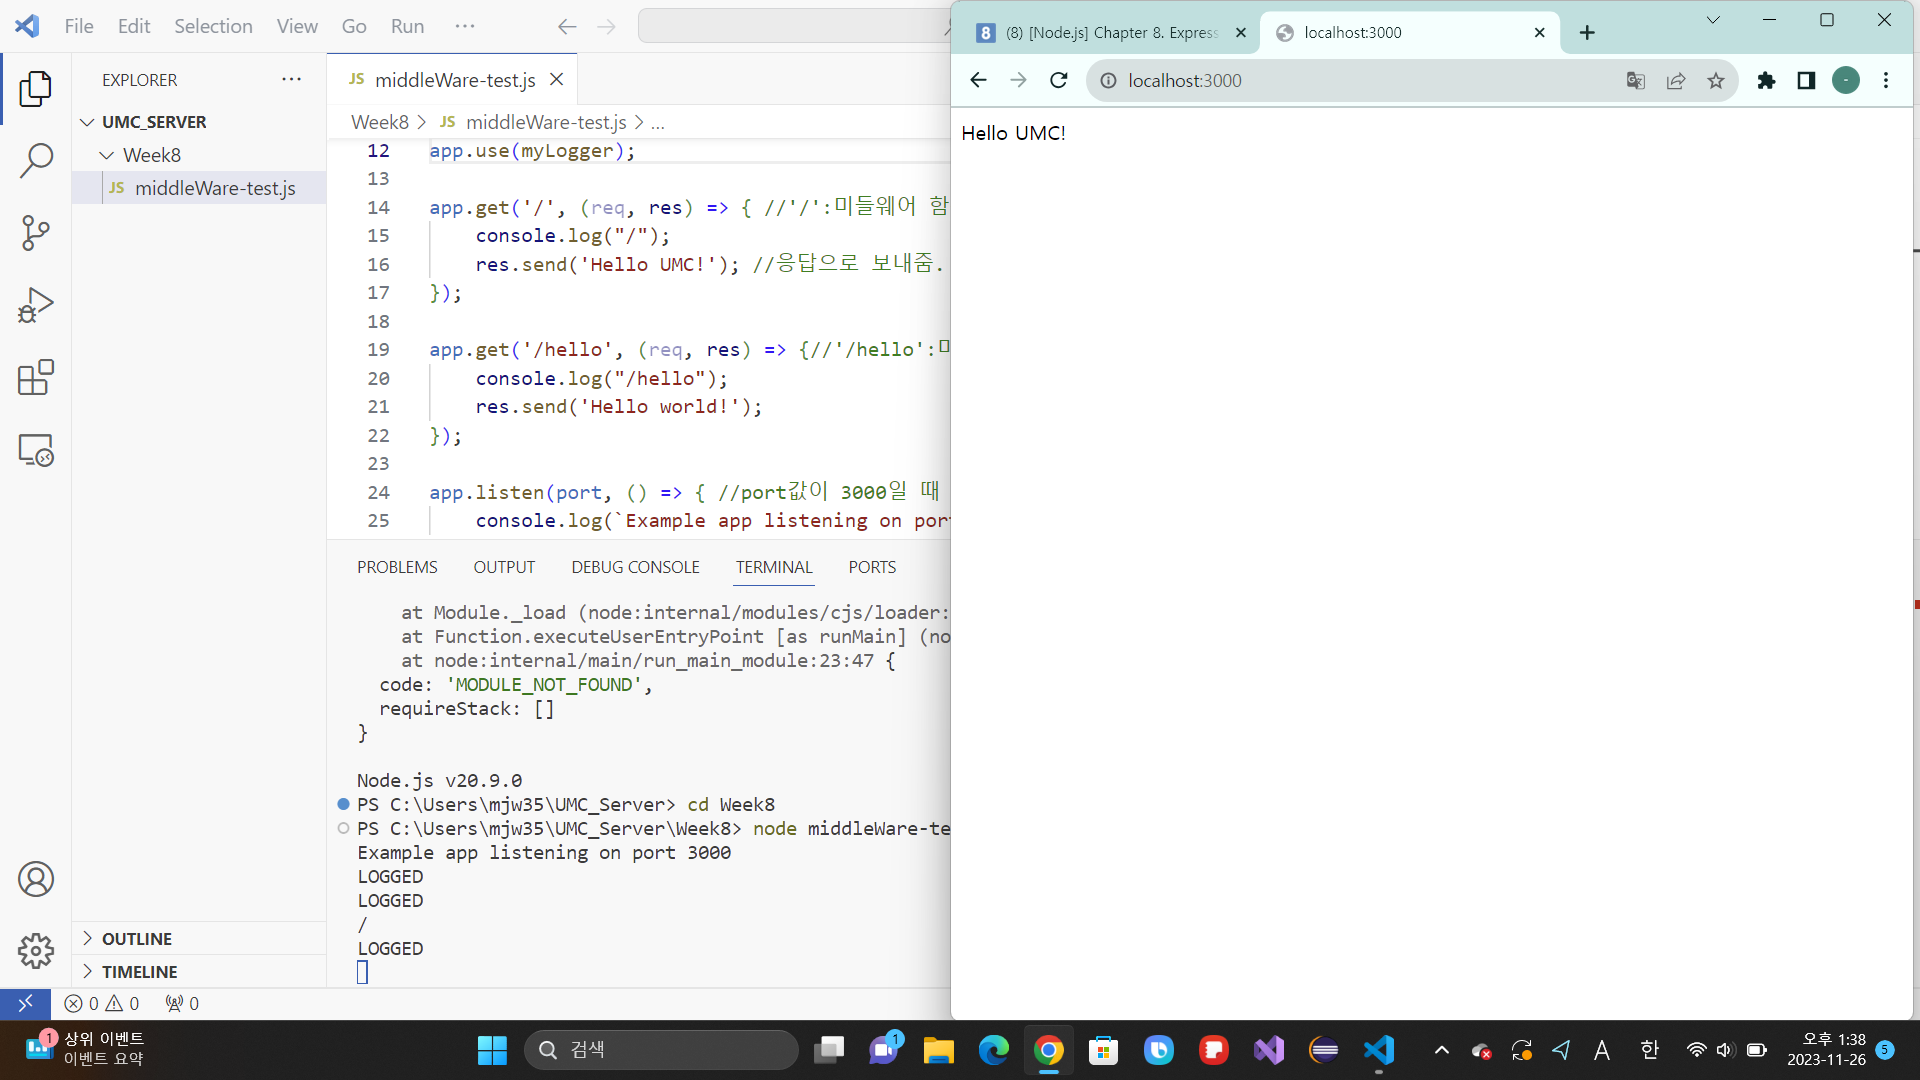 File Edit Selection View Go Run ···
EXPLORER ···
UMC_SERVER
Week8
JS middleWare-test.js
OUTLINE
TIMELINE
JS middleWare-test.js
Week8 > JS middleWare-test.js > ...
12 app.use(myLogger);
13
14 app.get('/', (req, res) => { //'/':미들웨어 함
15 console.log("/");
16 res.send('Hello UMC!'); //응답으로 보내줌.
17 });
18
19 app.get('/hello', (req, res) => {//'/hello':미
20 console.log("/hello");
21 res.send('Hello world!');
22 });
23
24 app.listen(port, () => { //port값이 3000일 때
25 console.log(`Example app listening on port
PROBLEMS OUTPUT DEBUG CONSOLE TERMINAL PORTS
at Module._load (node:internal/modules/cjs/loader:
at Function.executeUserEntryPoint [as runMain] (no
at node:internal/main/run_main_module:23:47 {
code: 'MODULE_NOT_FOUND',
requireStack: []
}
Node.js v20.9.0
PS C:\Users\mjw35\UMC_Server> cd Week8
PS C:\Users\mjw35\UMC_Server\Week8> node middleWare-te
Example app listening on port 3000
LOGGED
LOGGED
/
LOGGED
0 0 0
8 (8) [Node.js] Chapter 8. Express
localhost:3000
localhost:3000
Hello UMC!
1 상위 이벤트
이벤트 요약
검색
1
A 한
오후 1:38
2023-11-26
5